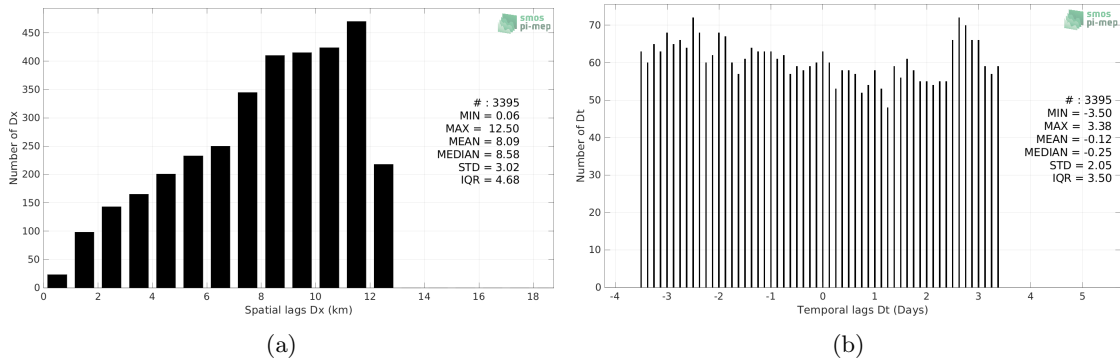 450
400
350
300
250
200
150
100
50
0
Number of Dx
0 2 4 6 8 10 12 14 16 18
Spatial lags Dx (km)
smos
pi-mep
# : 3395
MIN = 0.06
MAX = 12.50
MEAN = 8.09
MEDIAN = 8.58
STD = 3.02
IQR = 4.68
(a)
70
60
50
40
30
20
10
0
Number of Dt
-4 -3 -2 -1 0 1 2 3 4 5
Temporal lags Dt (Days)
smos
pi-mep
# : 3395
MIN = -3.50
MAX = 3.38
MEAN = -0.12
MEDIAN = -0.25
STD = 2.05
IQR = 3.50
(b)